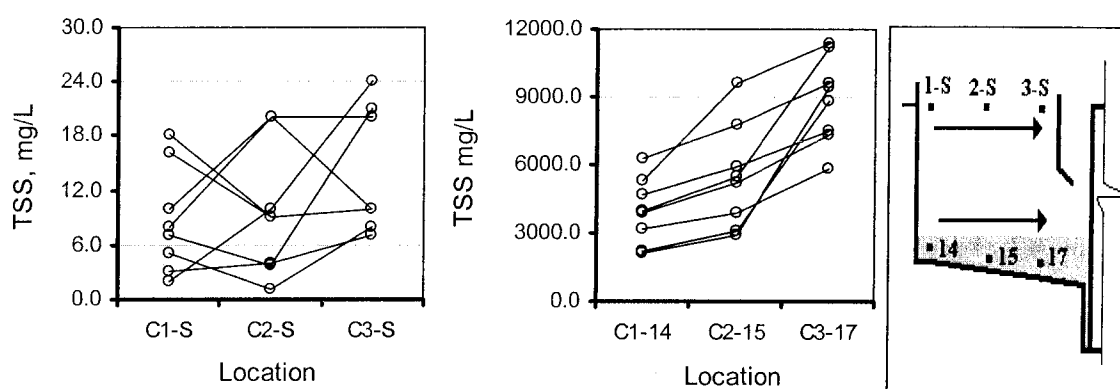 TSS, mg/L
30.0
24.0
18.0
12.0
6.0
0.0
C1-S C2-S C3-S
Location
TSS mg/L
12000.0
9000.0
6000.0
3000.0
0.0
C1-14 C2-15 C3-17
Location
1-S 2-S 3-S
14 15 17